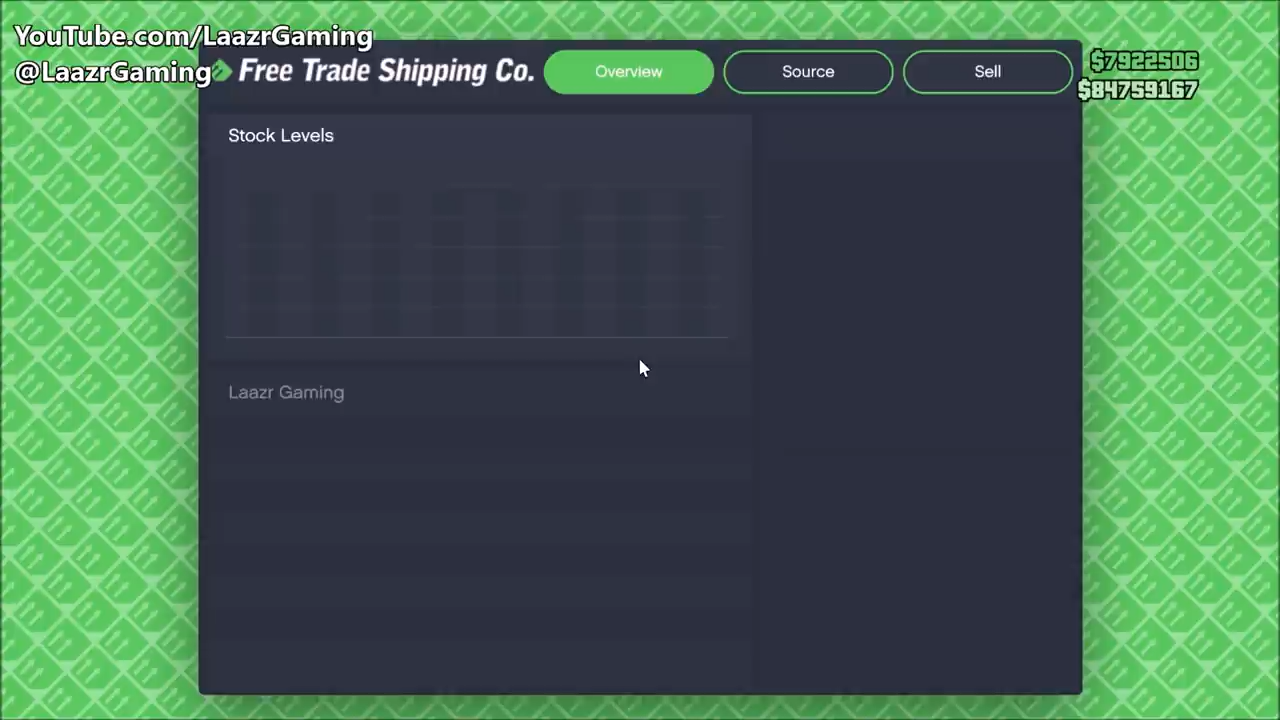 YouTube.com/LaazrGaming
@LaazrGaming
Free Trade Shipping Co.
Overview
Source
Sell
$7922506
$84759167
Stock Levels
Laazr Gaming